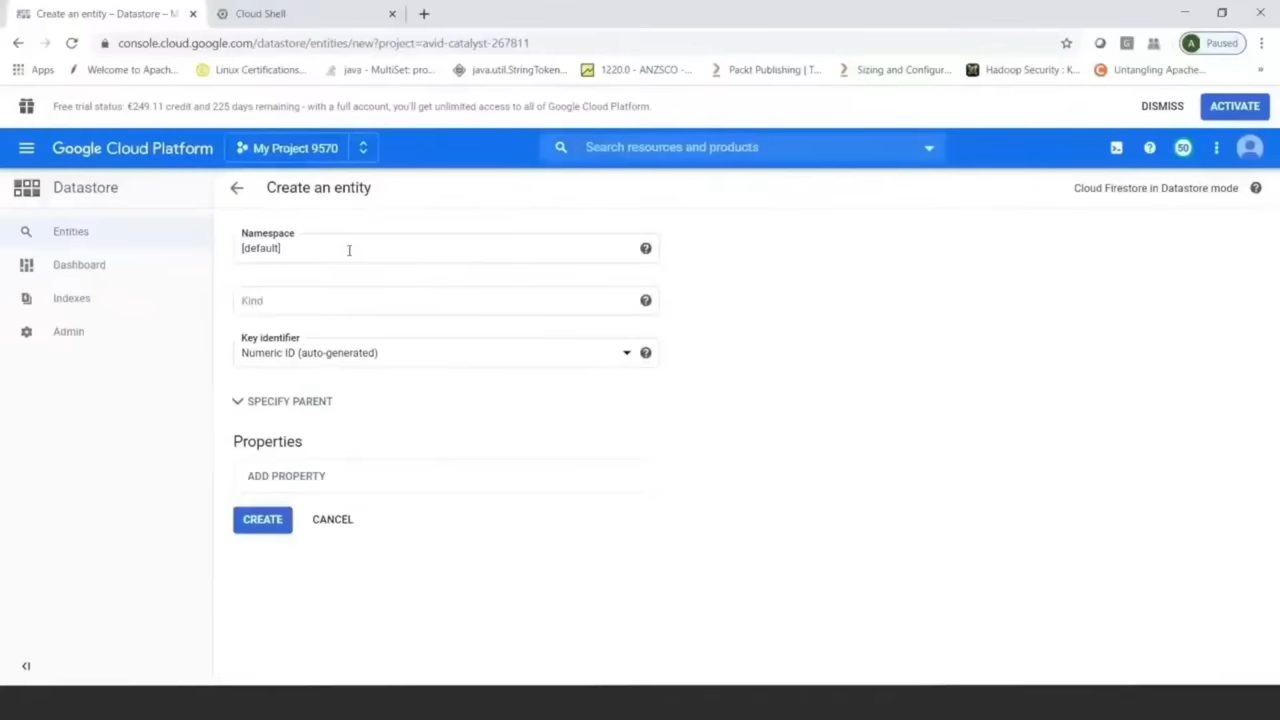 Create an entity – Datastore – M
Cloud Shell
console.cloud.google.com/datastore/entities/new?project=avid-catalyst-267811
A
Paused
Apps
Welcome to Apach...
Linux Certifications...
java - MultiSet: pro...
java.util.StringToken...
1220.0 - ANZSCO -...
Packt Publishing | T...
Sizing and Configur...
Hadoop Security : K...
Untangling Apache...
»
Free trial status: €249.11 credit and 225 days remaining - with a full account, you'll get unlimited access to all of Google Cloud Platform.
DISMISS
ACTIVATE
Google Cloud Platform
My Project 9570
Search resources and products
50
Datastore
Create an entity
Cloud Firestore in Datastore mode
Entities
Dashboard
Indexes
Admin
Namespace
[default]
Kind
Key identifier
Numeric ID (auto-generated)
SPECIFY PARENT
Properties
ADD PROPERTY
CREATE
CANCEL